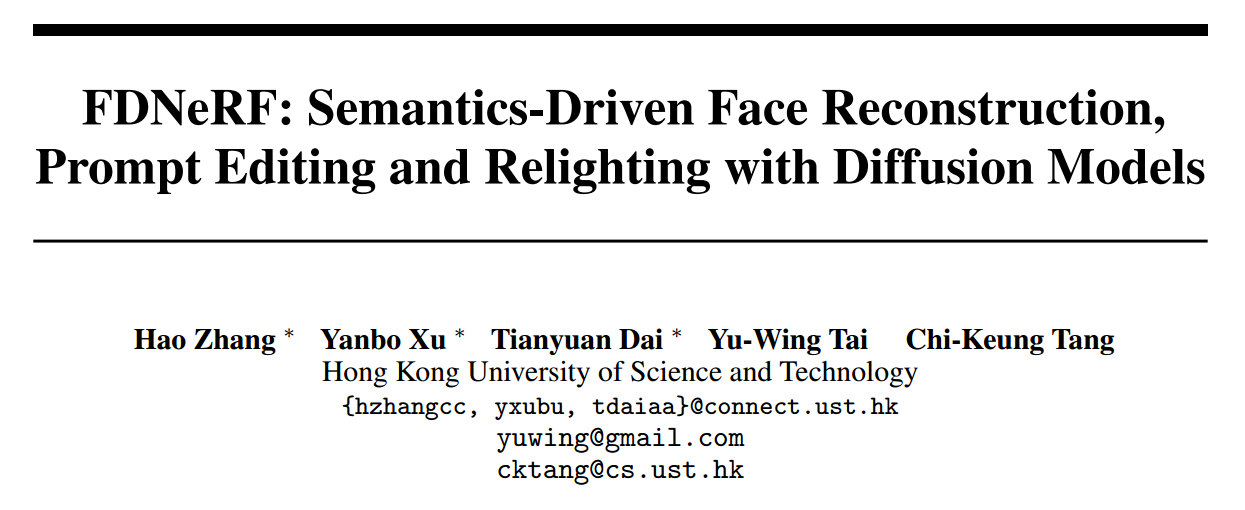 FDNeRF: Semantics-Driven Face Reconstruction,
Prompt Editing and Relighting with Diffusion Models
Hao Zhang * Yanbo Xu * Tianyuan Dai * Yu-Wing Tai Chi-Keung Tang
Hong Kong University of Science and Technology
{hzhangcc, yxubu, tdaiaa}@connect.ust.hk
yuwing@gmail.com
cktang@cs.ust.hk